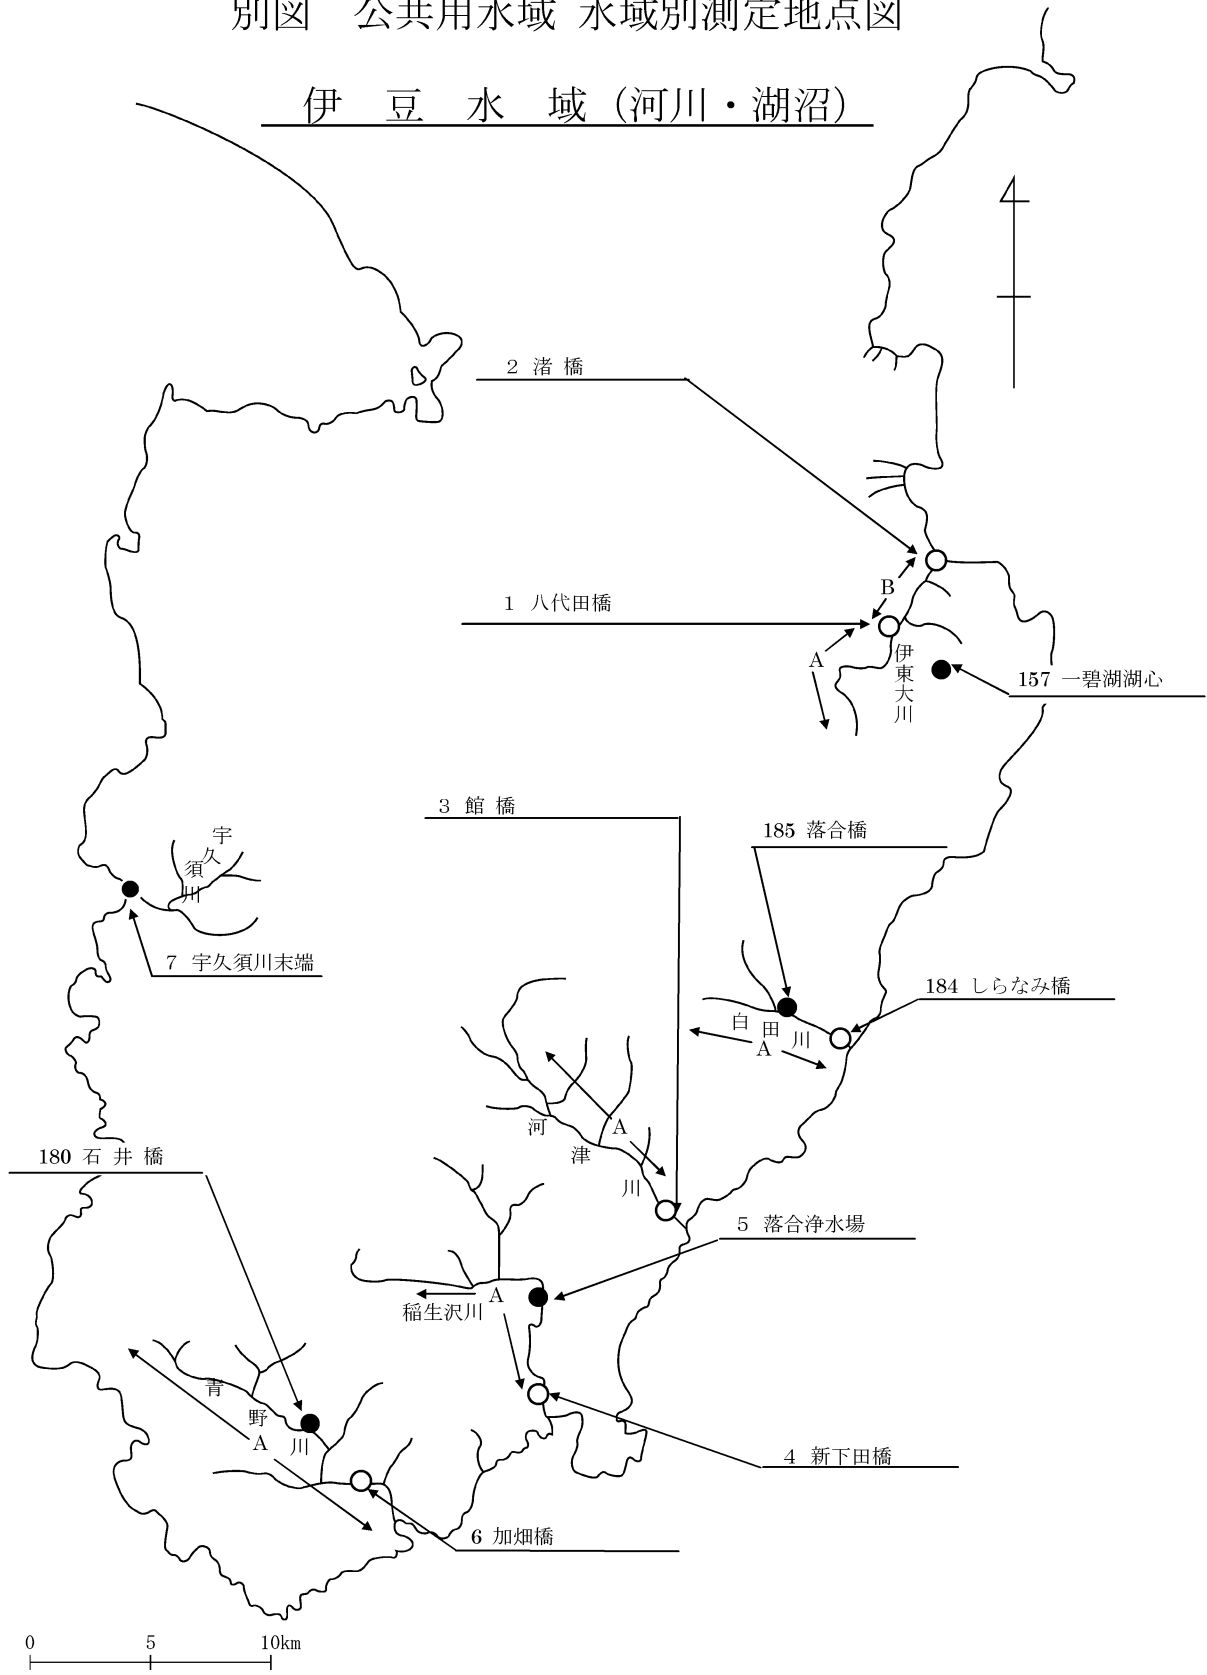 別図　公共用水域 水域別測定地点図
伊　豆　水　域（河川・湖沼）
2 渚 橋
B
1 八代田橋
A
伊東大川
157 一碧湖湖心
3 館 橋
185 落合橋
宇久須川
7 宇久須川末端
184 しらなみ橋
白田川
A
A
河津川
180 石 井 橋
5 落合浄水場
A
稲生沢川
青野川
A
4 新下田橋
6 加畑橋
0 5 10km